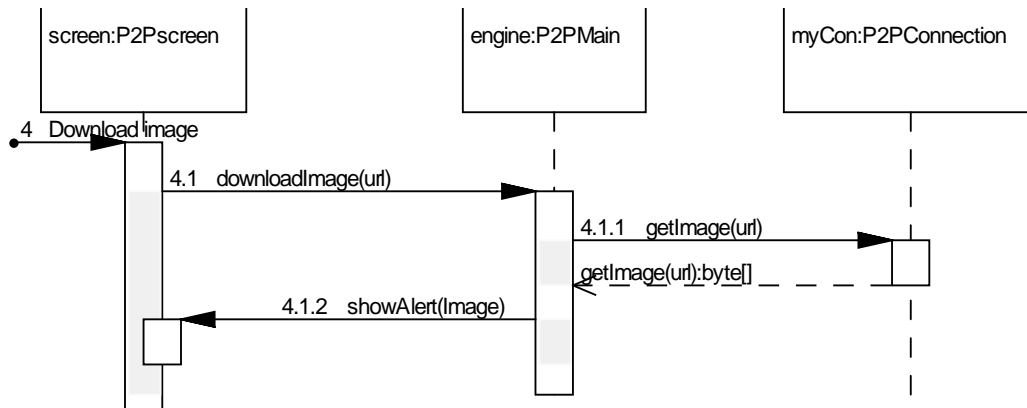 screen:P2Pscreen
engine:P2PMain
myCon:P2PConnection
4 Download image
4.1 downloadImage(url)
4.1.1 getImage(url)
getImage(url):byte[]
4.1.2 showAlert(Image)